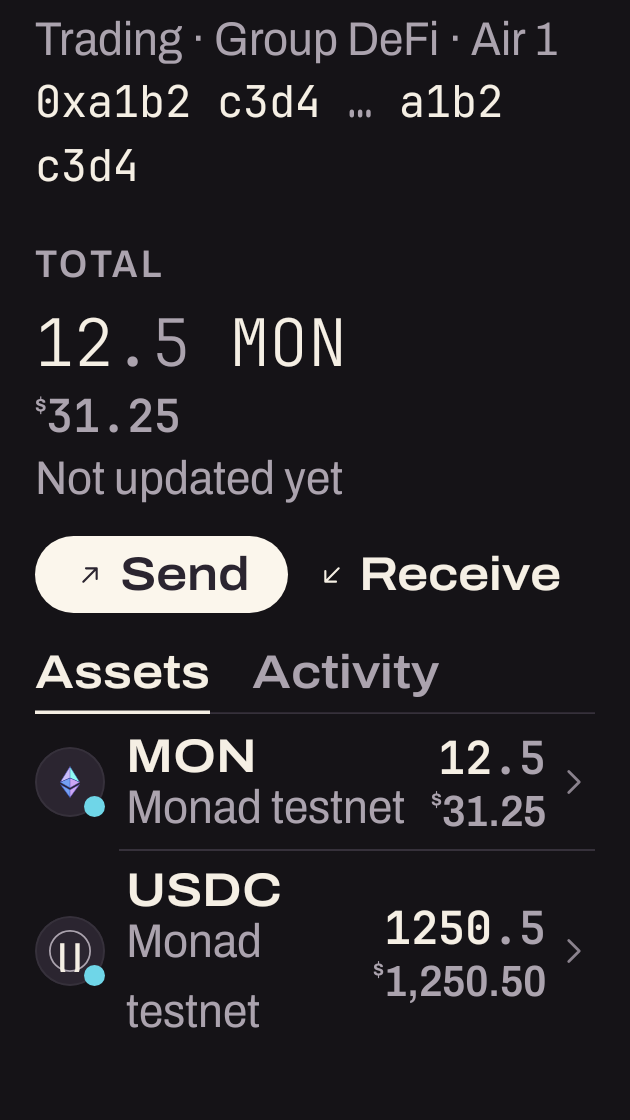 Trading · Group DeFi · Air 1
0xa1b2 c3d4 … a1b2
c3d4
TOTAL
12.5 MON
$31.25
Not updated yet
Send
Receive
Assets
Activity
MON
12.5
Monad testnet
$31.25
USDC
1250.5
Monad
testnet
$1,250.50